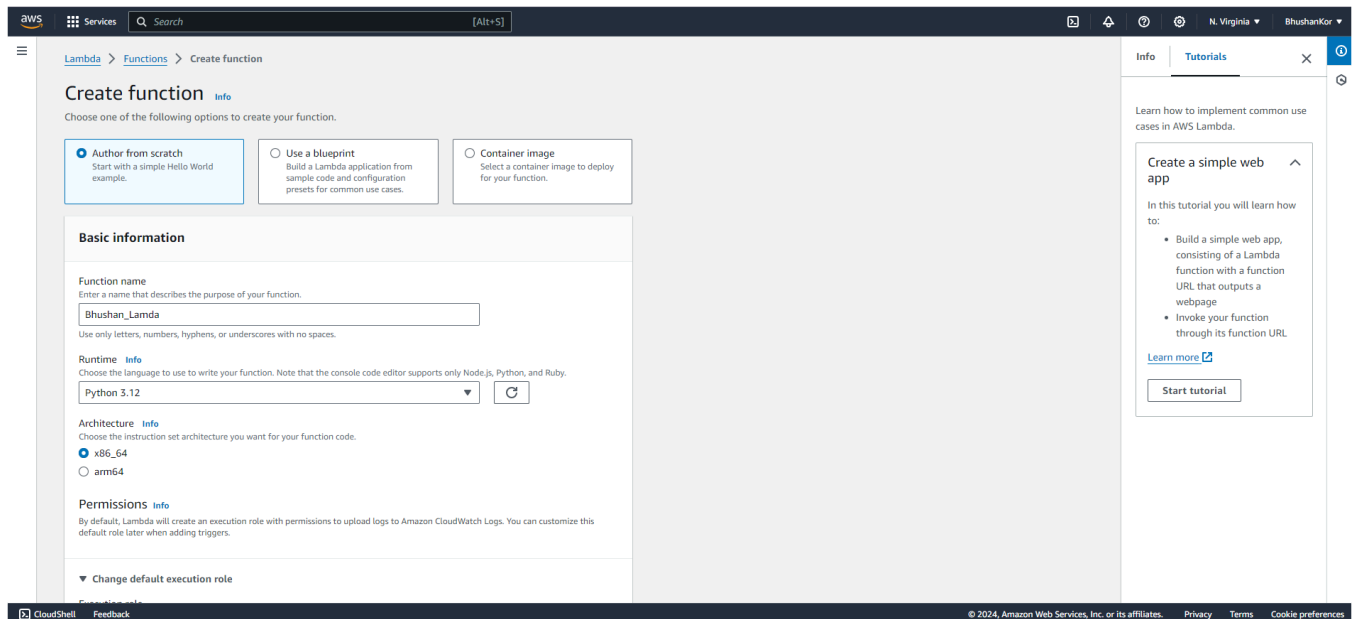 aws
Services
Search [Alt+S]
N. Virginia
BhushanKor
Lambda
Functions
Create function
Create function Info
Choose one of the following options to create your function.
Author from scratch
Start with a simple Hello World
example.
Use a blueprint
Build a Lambda application from
sample code and configuration
presets for common use cases.
Container image
Select a container image to deploy
for your function.
Basic information
Function name
Enter a name that describes the purpose of your function.
Bhushan_Lamda
Use only letters, numbers, hyphens, or underscores with no spaces.
Runtime Info
Choose the language to use to write your function. Note that the console code editor supports only Node.js, Python, and Ruby.
Python 3.12
Architecture Info
Choose the instruction set architecture you want for your function code.
x86_64
arm64
Permissions Info
By default, Lambda will create an execution role with permissions to upload logs to Amazon CloudWatch Logs. You can customize this
default role later when adding triggers.
Change default execution role
Execution role
Info
Tutorials
Learn how to implement common use
cases in AWS Lambda.
Create a simple web
app
In this tutorial you will learn how
to:
• Build a simple web app,
consisting of a Lambda
function with a function
URL that outputs a
webpage
• Invoke your function
through its function URL
Learn more
Start tutorial
CloudShell
Feedback
© 2024, Amazon Web Services, Inc. or its affiliates.
Privacy
Terms
Cookie preferences